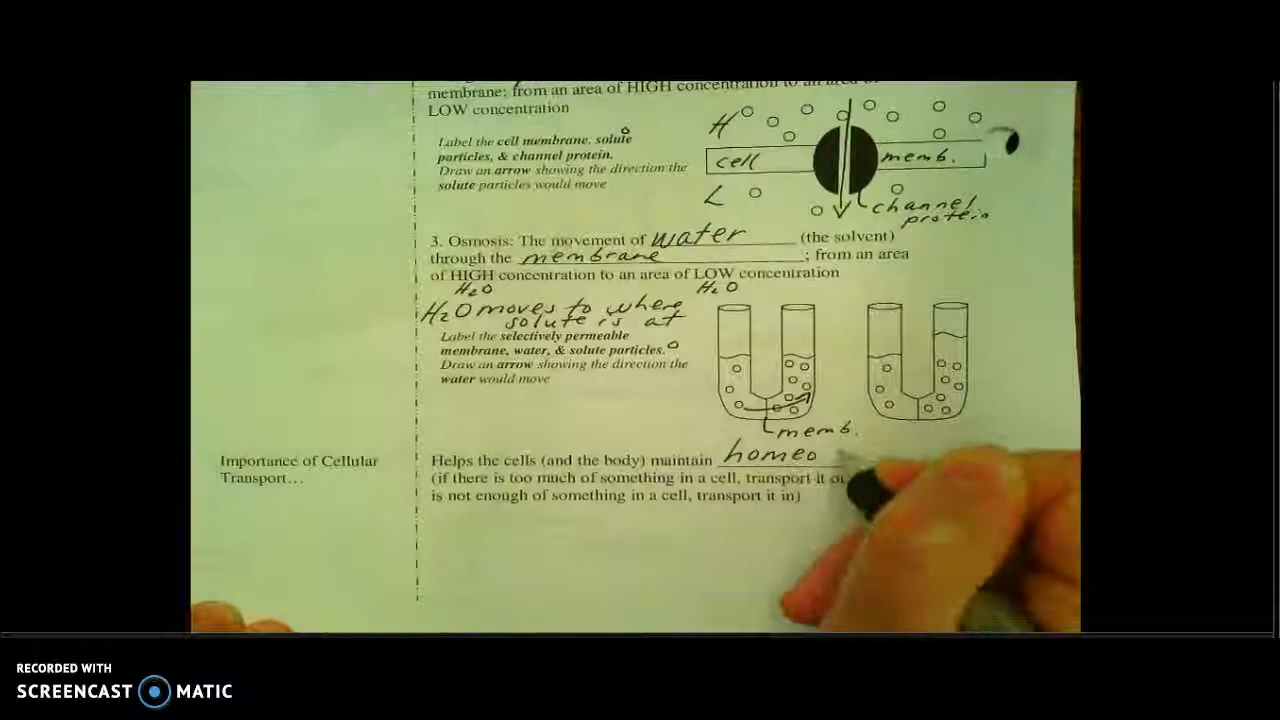 membrane; from an area of HIGH concentration to an area of
LOW concentration
Label the cell membrane, solute
particles, & channel protein.
Draw an arrow showing the direction the
solute particles would move
H
cell memb.
L
channel
protein
3. Osmosis: The movement of water (the solvent)
through the membrane ; from an area
of HIGH concentration to an area of LOW concentration
H2O H2O
H2O moves to where
solute is at
Label the selectively permeable
membrane, water, & solute particles.
Draw an arrow showing the direction the
water would move
memb.
Importance of Cellular
Transport...
Helps the cells (and the body) maintain homeo
(if there is too much of something in a cell, transport it
is not enough of something in a cell, transport it in)
RECORDED WITH
SCREENCAST MATIC